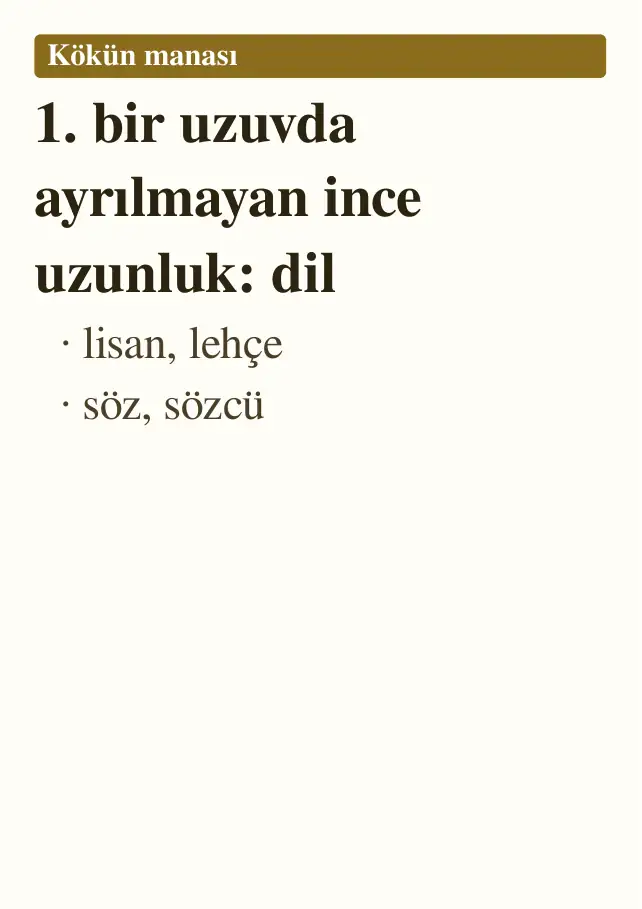 Kökün manası
1. bir uzuvda
ayrılmayan ince
uzunluk: dil
· lisan, lehçe
· söz, sözcü